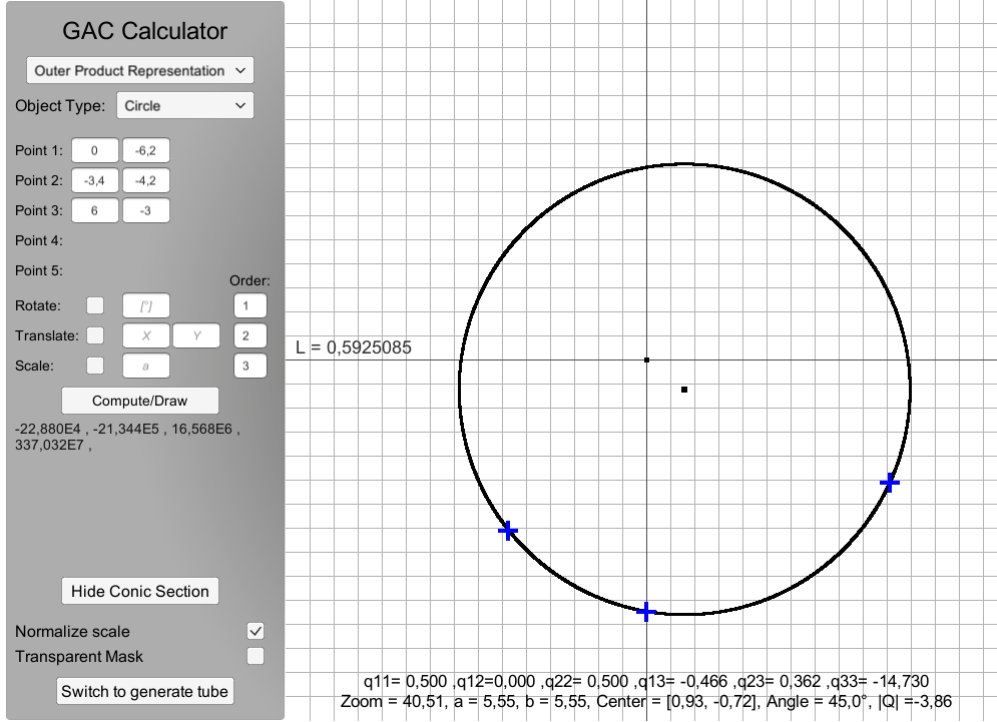 GAC Calculator
Outer Product Representation
Object Type: Circle
Point 1: 0 -6,2
Point 2: -3,4 -4,2
Point 3: 6 -3
Point 4:
Point 5:
Order:
Rotate: [°] 1
Translate: X Y 2
Scale: a 3
Compute/Draw
-22,880E4 , -21,344E5 , 16,568E6 ,
337,032E7 ,
Hide Conic Section
Normalize scale
Transparent Mask
Switch to generate tube
L = 0,5925085
q11= 0,500 ,q12=0,000 ,q22= 0,500 ,q13= -0,466 ,q23= 0,362 ,q33= -14,730
Zoom = 40,51, a = 5,55, b = 5,55, Center = [0.93, -0,72], Angle = 45,0°, |Q| =-3,86